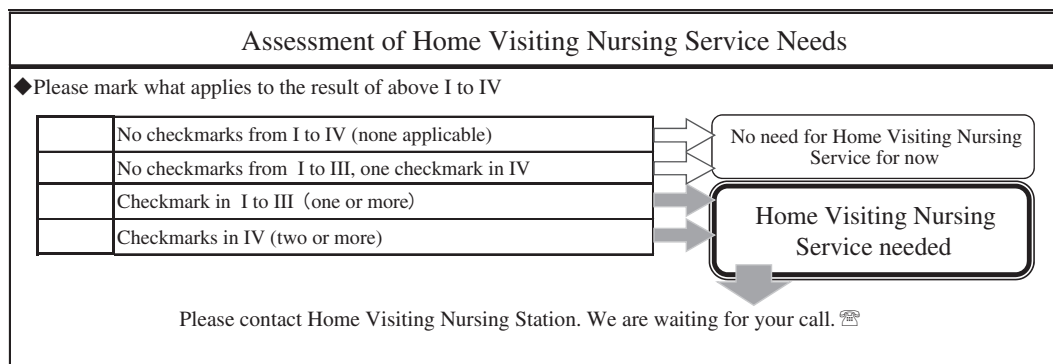 Assessment of Home Visiting Nursing Service Needs
◆Please mark what applies to the result of above I to IV
No checkmarks from I to IV (none applicable)
No checkmarks from I to III, one checkmark in IV
Checkmark in I to III（one or more）
Checkmarks in IV (two or more)
No need for Home Visiting Nursing
Service for now
Home Visiting Nursing
Service needed
Please contact Home Visiting Nursing Station. We are waiting for your call. ☏